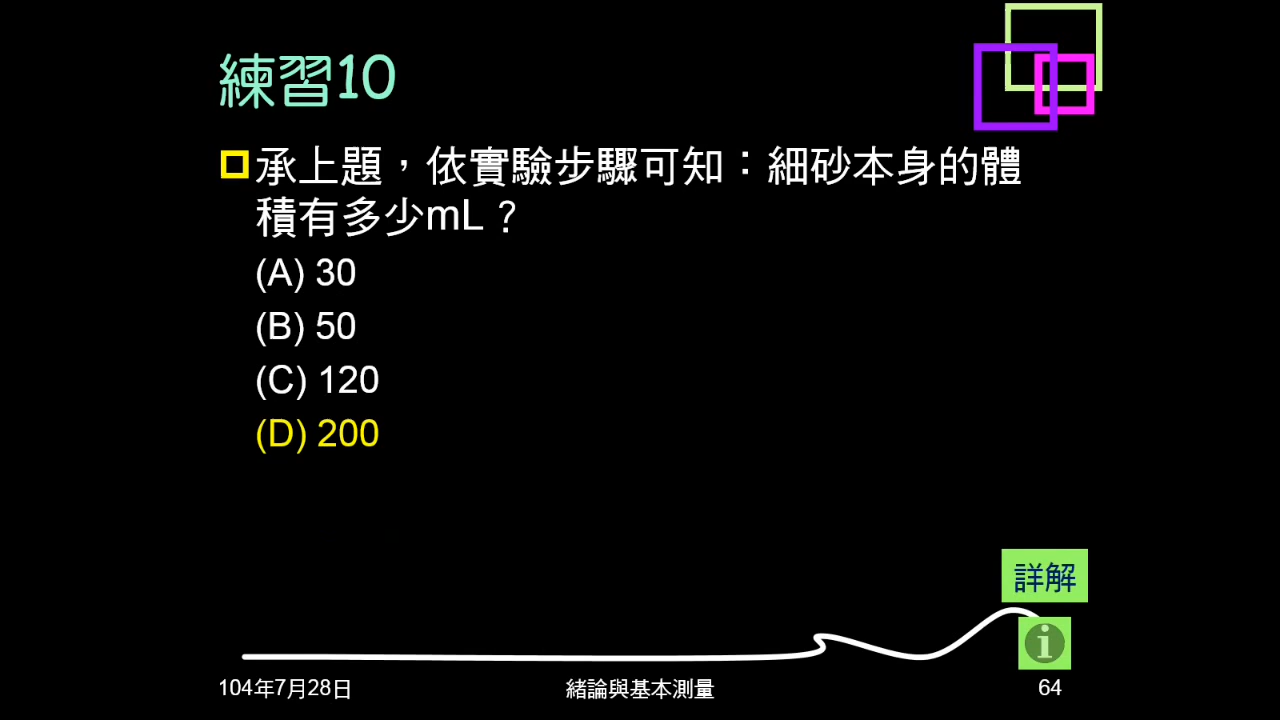 練習10
承上題，依實驗步驟可知：細砂本身的體
積有多少mL？
(A) 30
(B) 50
(C) 120
(D) 200
詳解
i
104年7月28日
緒論與基本測量
64